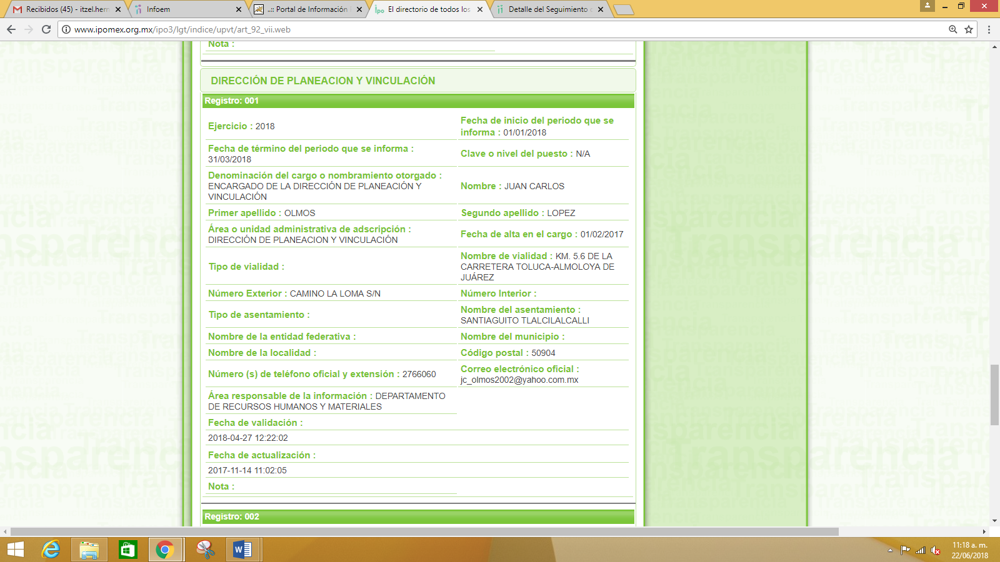 Recibidos (45) - itzel.hern
Infoem
..:: Portal de Información
El directorio de todos los
Detalle del Seguimiento
www.ipomex.org.mx/ipo3/lgt/indice/upvt/art_92_vii.web
Nota :
DIRECCIÓN DE PLANEACION Y VINCULACIÓN
Registro: 001
Ejercicio : 2018
Fecha de inicio del periodo que se
informa : 01/01/2018
Fecha de término del periodo que se informa :
31/03/2018
Clave o nivel del puesto : N/A
Denominación del cargo o nombramiento otorgado :
ENCARGADO DE LA DIRECCIÓN DE PLANEACIÓN Y
VINCULACIÓN
Nombre : JUAN CARLOS
Primer apellido : OLMOS
Segundo apellido : LOPEZ
Área o unidad administrativa de adscripción :
DIRECCIÓN DE PLANEACION Y VINCULACIÓN
Fecha de alta en el cargo : 01/02/2017
Tipo de vialidad :
Nombre de vialidad : KM. 5.6 DE LA
CARRETERA TOLUCA-ALMOLOYA DE
JUÁREZ
Número Exterior : CAMINO LA LOMA S/N
Número Interior :
Tipo de asentamiento :
Nombre del asentamiento :
SANTIAGUITO TLALCILALCALLI
Nombre de la entidad federativa :
Nombre del municipio :
Nombre de la localidad :
Código postal : 50904
Número (s) de teléfono oficial y extensión : 2766060
Correo electrónico oficial :
jc_olmos2002@yahoo.com.mx
Área responsable de la información : DEPARTAMENTO
DE RECURSOS HUMANOS Y MATERIALES
Fecha de validación :
2018-04-27 12:22:02
Fecha de actualización :
2017-11-14 11:02:05
Nota :
Registro: 002
11:18 a. m.
22/06/2018